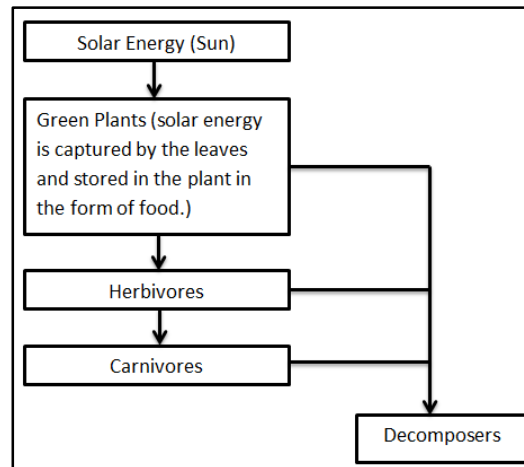 Solar Energy (Sun)
Green Plants (solar energy
is captured by the leaves
and stored in the plant in
the form of food.)
Herbivores
Carnivores
Decomposers